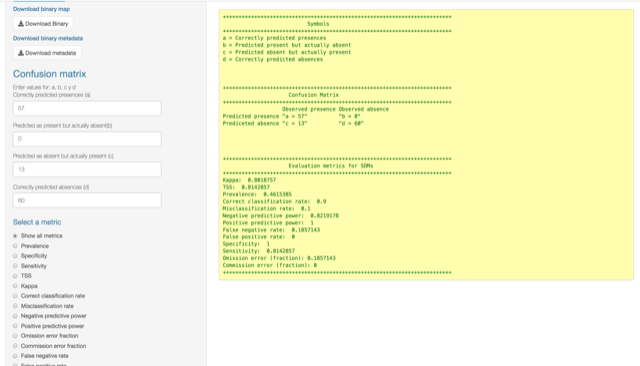 Download binary map
Download Binary
Download binary metadata
Download metadata
Confusion matrix
Enter values for: a, b, c y d
Correctly predicted presences (a)
57
Predicted as present but actually absent(b)
0
Predicted as absent but actually present (c)
13
Correctly predicted absences (d)
60
Select a metric
Show all metrics
Prevalence
Specificity
Sensitivity
TSS
Kappa
Correct classification rate
Misclassification rate
Negative predictive power
Positive predictive power
Omission error fraction
Commission error fraction
False negative rate
False positive rate
Symbols
a = Correctly predicted presences
b = Predicted present but actually absent
c = Predicted absent but actually present
d = Correctly predicted absences
Confusion Matrix
Observed presence Observed absence
Predicted presence "a = 57" "b = 0"
Prediceted absence "c = 13" "d = 60"
Evaluation metrics for SDMs
Kappa: 0.8018757
TSS: 0.8142857
Prevalence: 0.4615385
Correct classification rate: 0.9
Misclassification rate: 0.1
Negative predictive power: 0.8219178
Positive predictive power: 1
False negative rate: 0.1857143
False positive rate: 0
Specificity: 1
Sensitivity: 0.8142857
Omission error (fraction): 0.1857143
Commission error (fraction): 0